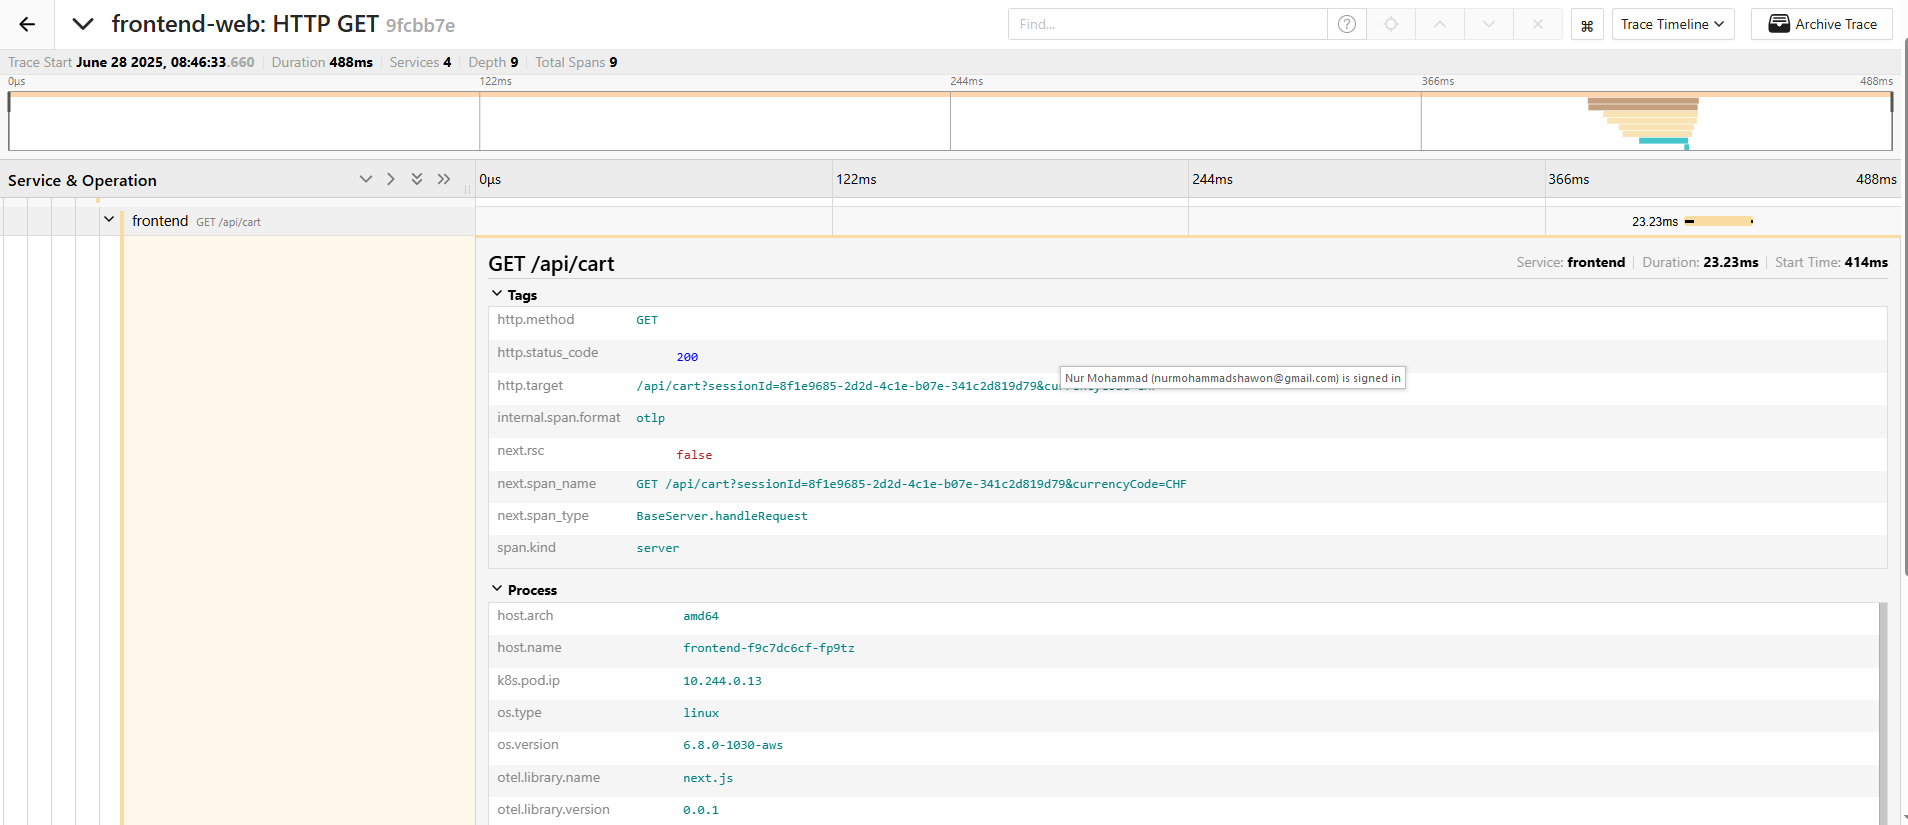 frontend-web: HTTP GET 9fcbb7e
Find...
Trace Timeline
Archive Trace
Trace Start June 28 2025, 08:46:33.660 Duration 488ms Services 4 Depth 9 Total Spans 9
0μs 122ms 244ms 366ms 488ms
Service & Operation 0μs 122ms 244ms 366ms 488ms
frontend GET /api/cart 23.23ms
GET /api/cart Service: frontend Duration: 23.23ms Start Time: 414ms
Tags
http.method GET
http.status_code 200
Nur Mohammad (nurmohammadshawon@gmail.com) is signed in
http.target /api/cart?sessionId=8f1e9685-2d2d-4c1e-b07e-341c2d819d79&currencyCode=CHF
internal.span.format otlp
next.rsc false
next.span_name GET /api/cart?sessionId=8f1e9685-2d2d-4c1e-b07e-341c2d819d79&currencyCode=CHF
next.span_type BaseServer.handleRequest
span.kind server
Process
host.arch amd64
host.name frontend-f9c7dc6cf-fp9tz
k8s.pod.ip 10.244.0.13
os.type linux
os.version 6.8.0-1030-aws
otel.library.name next.js
otel.library.version 0.0.1